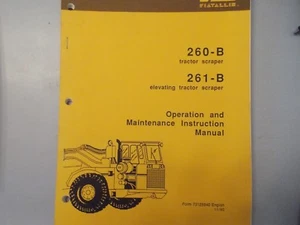 FIATALLIS
260-B
tractor scraper
261-B
elevating tractor scraper
Operation and
Maintenance Instruction
Manual